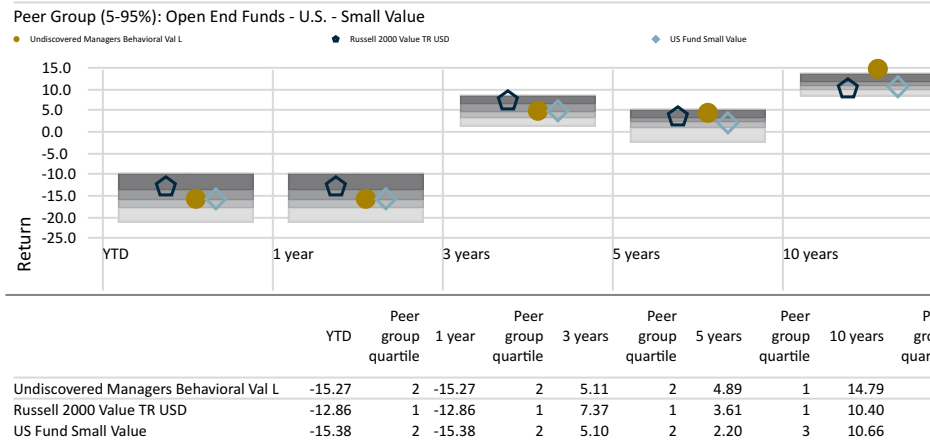 Peer Group (5-95%): Open End Funds - U.S. - Small Value
Undiscovered Managers Behavioral Val L Russell 2000 Value TR USD US Fund Small Value
15.0
10.0
5.0
0.0
-5.0
-10.0
-15.0
-20.0
-25.0
Return
YTD 1 year 3 years 5 years 10 years
YTD Peer group quartile 1 year Peer group quartile 3 years Peer group quartile 5 years Peer group quartile 10 years
Undiscovered Managers Behavioral Val L -15.27 2 -15.27 2 5.11 2 4.89 1 14.79
Russell 2000 Value TR USD -12.86 1 -12.86 1 7.37 1 3.61 1 10.40
US Fund Small Value -15.38 2 -15.38 2 5.10 2 2.20 3 10.66